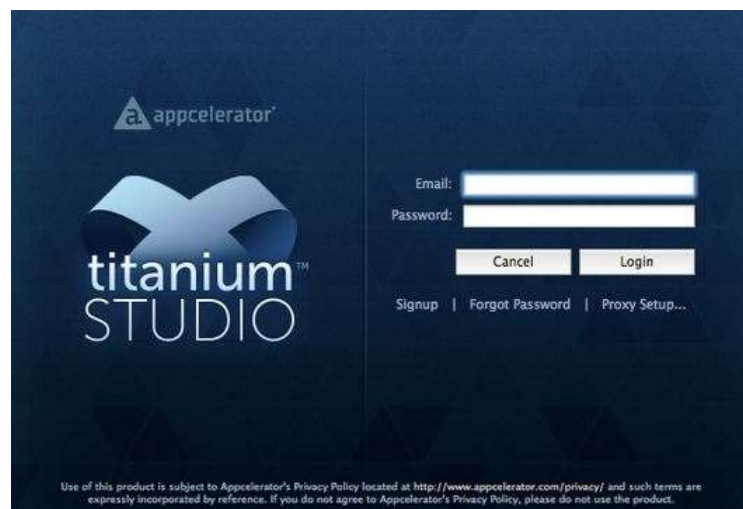 appcelerator
titanium™
STUDIO
Email:
Password:
Cancel Login
Signup | Forgot Password | Proxy Setup...
Use of this product is subject to Appcelerator's Privacy Policy located at http://www.appcelerator.com/privacy/ and such terms are
expressly incorporated by reference. If you do not agree to Appcelerator's Privacy Policy, please do not use the product.